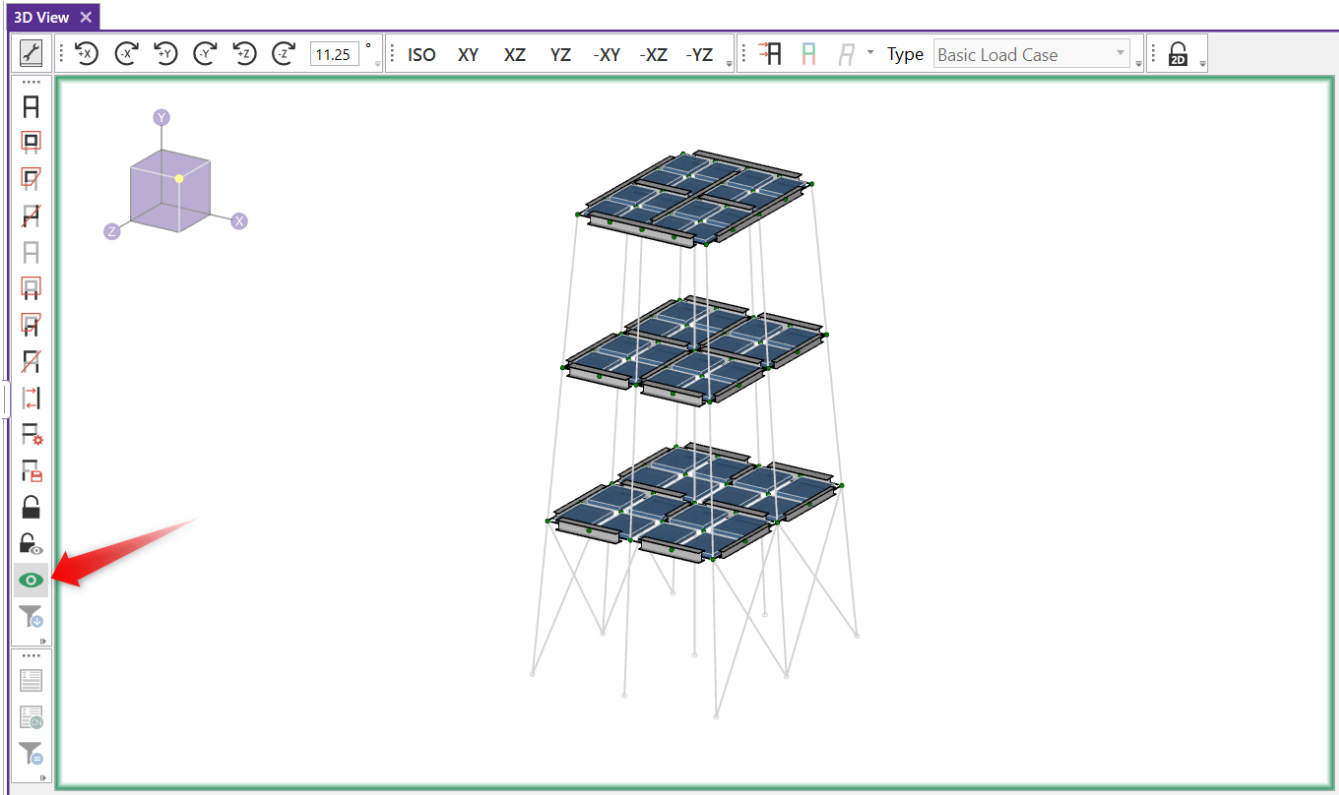 3D View
+X -X +Y -Y +Z -Z 11.25 ° ISO XY XZ YZ -XY -XZ -YZ Type Basic Load Case 2D
Y
Z
X